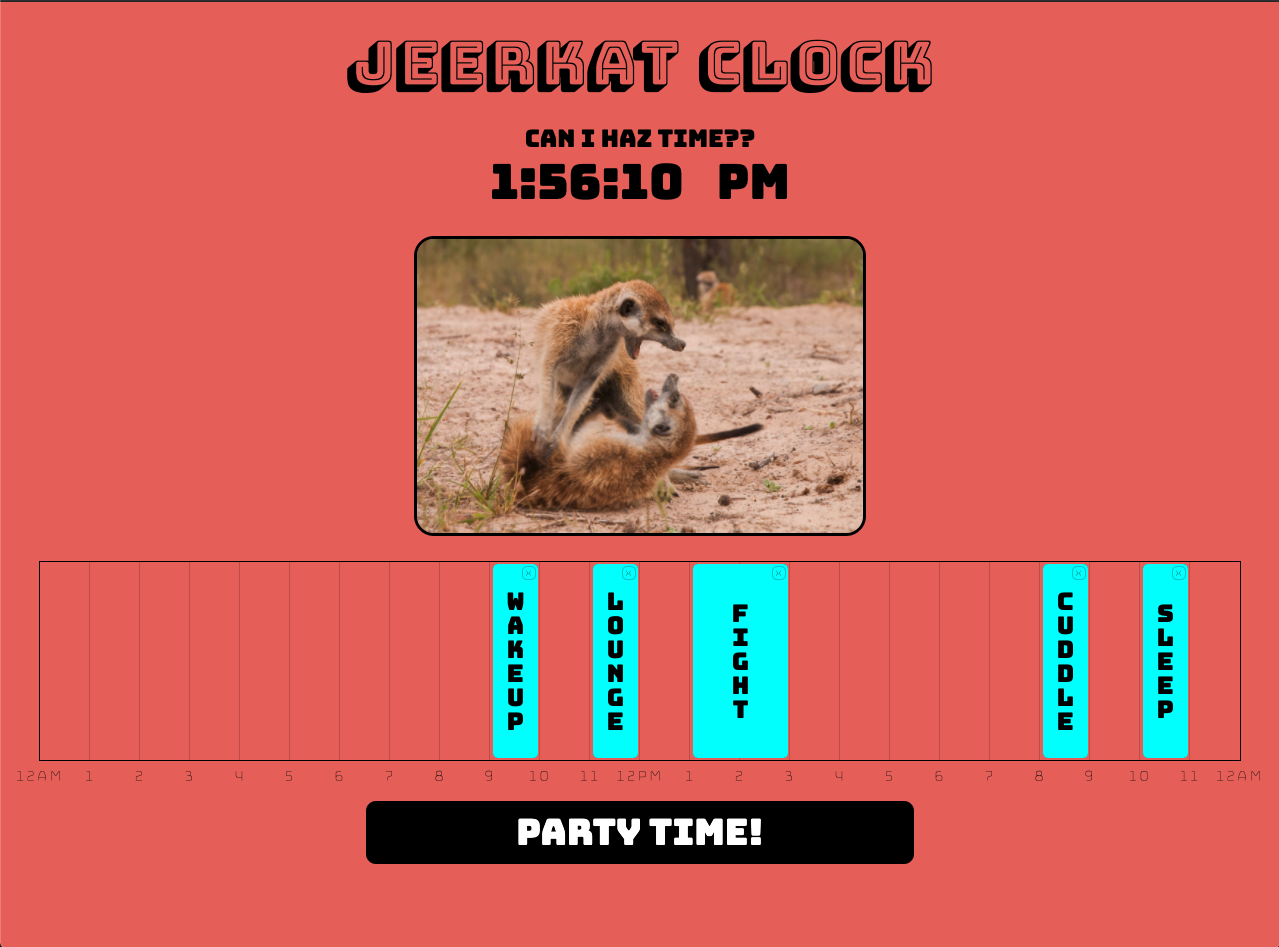 JEERKAT CLOCK
CAN I HAZ TIME??
1:56:10 PM
X X X X X
WAKEUP
LOUNGE
FIGHT
CUDDLE
SLEEP
12AM 1 2 3 4 5 6 7 8 9 10 11 12PM 1 2 3 4 5 6 7 8 9 10 11 12AM
PARTY TIME!